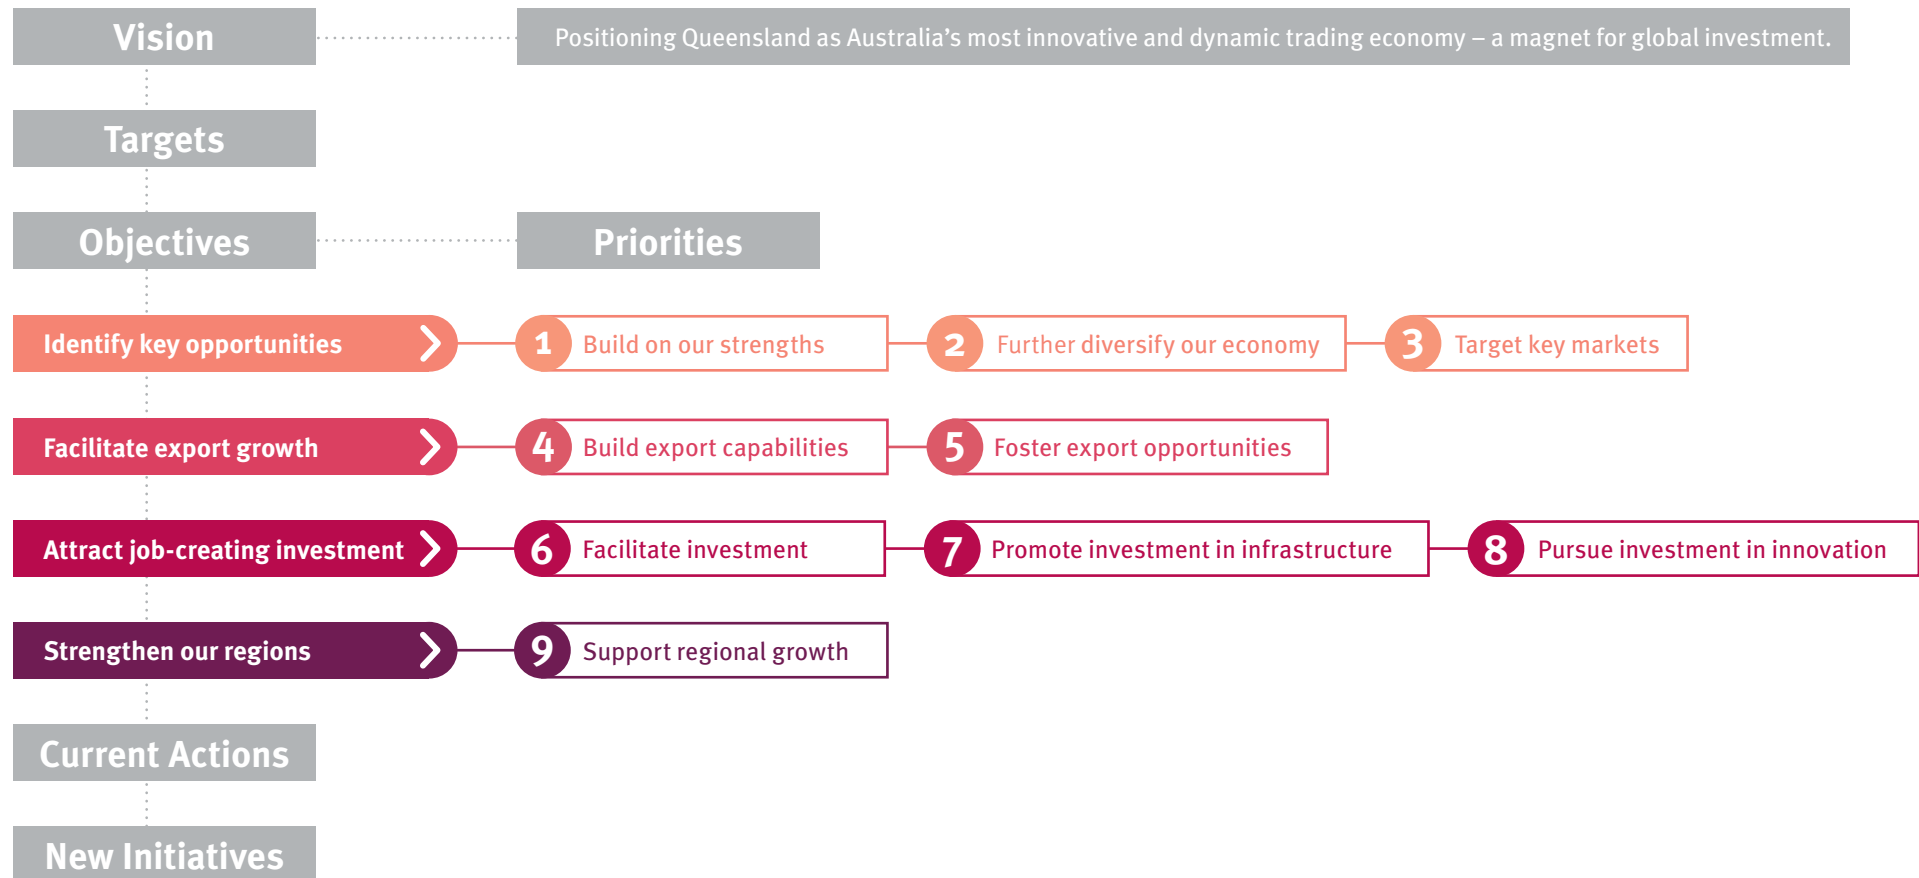 Vision
Positioning Queensland as Australia’s most innovative and dynamic trading economy – a magnet for global investment.
Targets
Objectives
Priorities
Identify key opportunities
1 Build on our strengths
2 Further diversify our economy
3 Target key markets
Facilitate export growth
4 Build export capabilities
5 Foster export opportunities
Attract job-creating investment
6 Facilitate investment
7 Promote investment in infrastructure
8 Pursue investment in innovation
Strengthen our regions
9 Support regional growth
Current Actions
New Initiatives